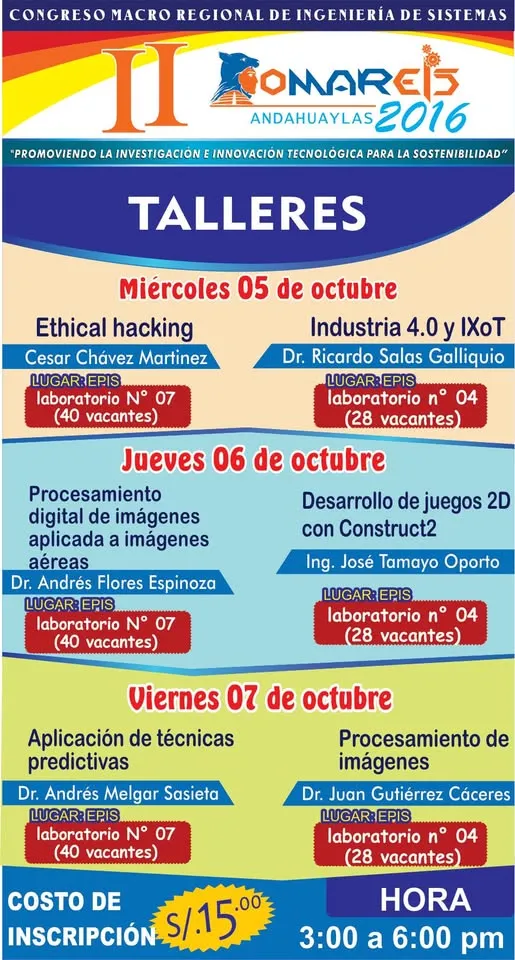 CONGRESO MACRO REGIONAL DE INGENIERÍA DE SISTEMAS
II
COMAREIS
ANDAHUAYLAS 2016
"PROMOVIENDO LA INVESTIGACIÓN E INNOVACIÓN TECNOLÓGICA PARA LA SOSTENIBILIDAD"
TALLERES
Miércoles 05 de octubre
Ethical hacking
Cesar Chávez Martinez
LUGAR: EPIS
laboratorio N° 07
(40 vacantes)
Industria 4.0 y IXoT
Dr. Ricardo Salas Galliquio
LUGAR: EPIS
laboratorio n° 04
(28 vacantes)
Jueves 06 de octubre
Procesamiento
digital de imágenes
aplicada a imágenes
aéreas
Dr. Andrés Flores Espinoza
LUGAR: EPIS
laboratorio N° 07
(40 vacantes)
Desarrollo de juegos 2D
con Construct2
Ing. José Tamayo Oporto
LUGAR: EPIS
laboratorio n° 04
(28 vacantes)
Viernes 07 de octubre
Aplicación de técnicas
predictivas
Dr. Andrés Melgar Sasieta
LUGAR: EPIS
laboratorio N° 07
(40 vacantes)
Procesamiento de
imágenes
Dr. Juan Gutiérrez Cáceres
LUGAR: EPIS
laboratorio n° 04
(28 vacantes)
COSTO DE
INSCRIPCIÓN
S/.15.00
HORA
3:00 a 6:00 pm